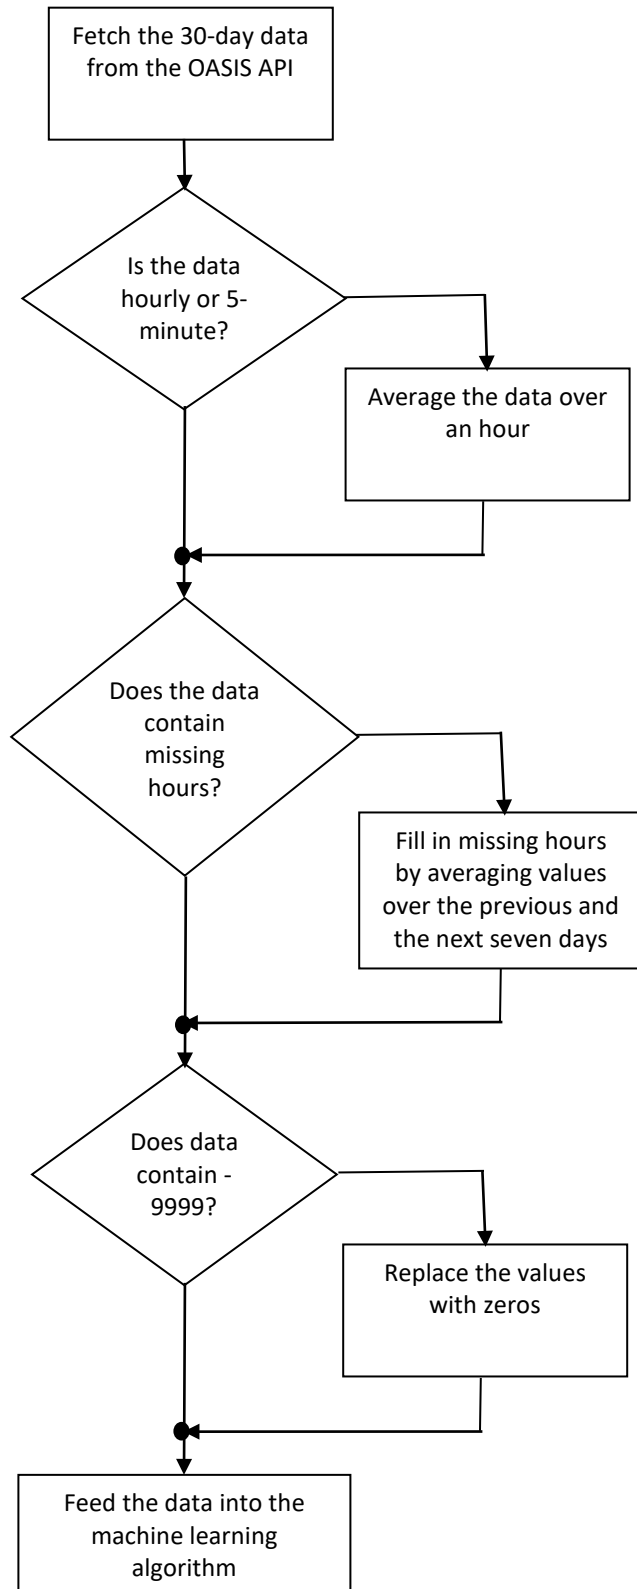 Fetch the 30-day data
from the OASIS API
Is the data
hourly or 5-
minute?
Average the data over
an hour
Does the data
contain
missing
hours?
Fill in missing hours
by averaging values
over the previous and
the next seven days
Does data
contain -
9999?
Replace the values
with zeros
Feed the data into the
machine learning
algorithm